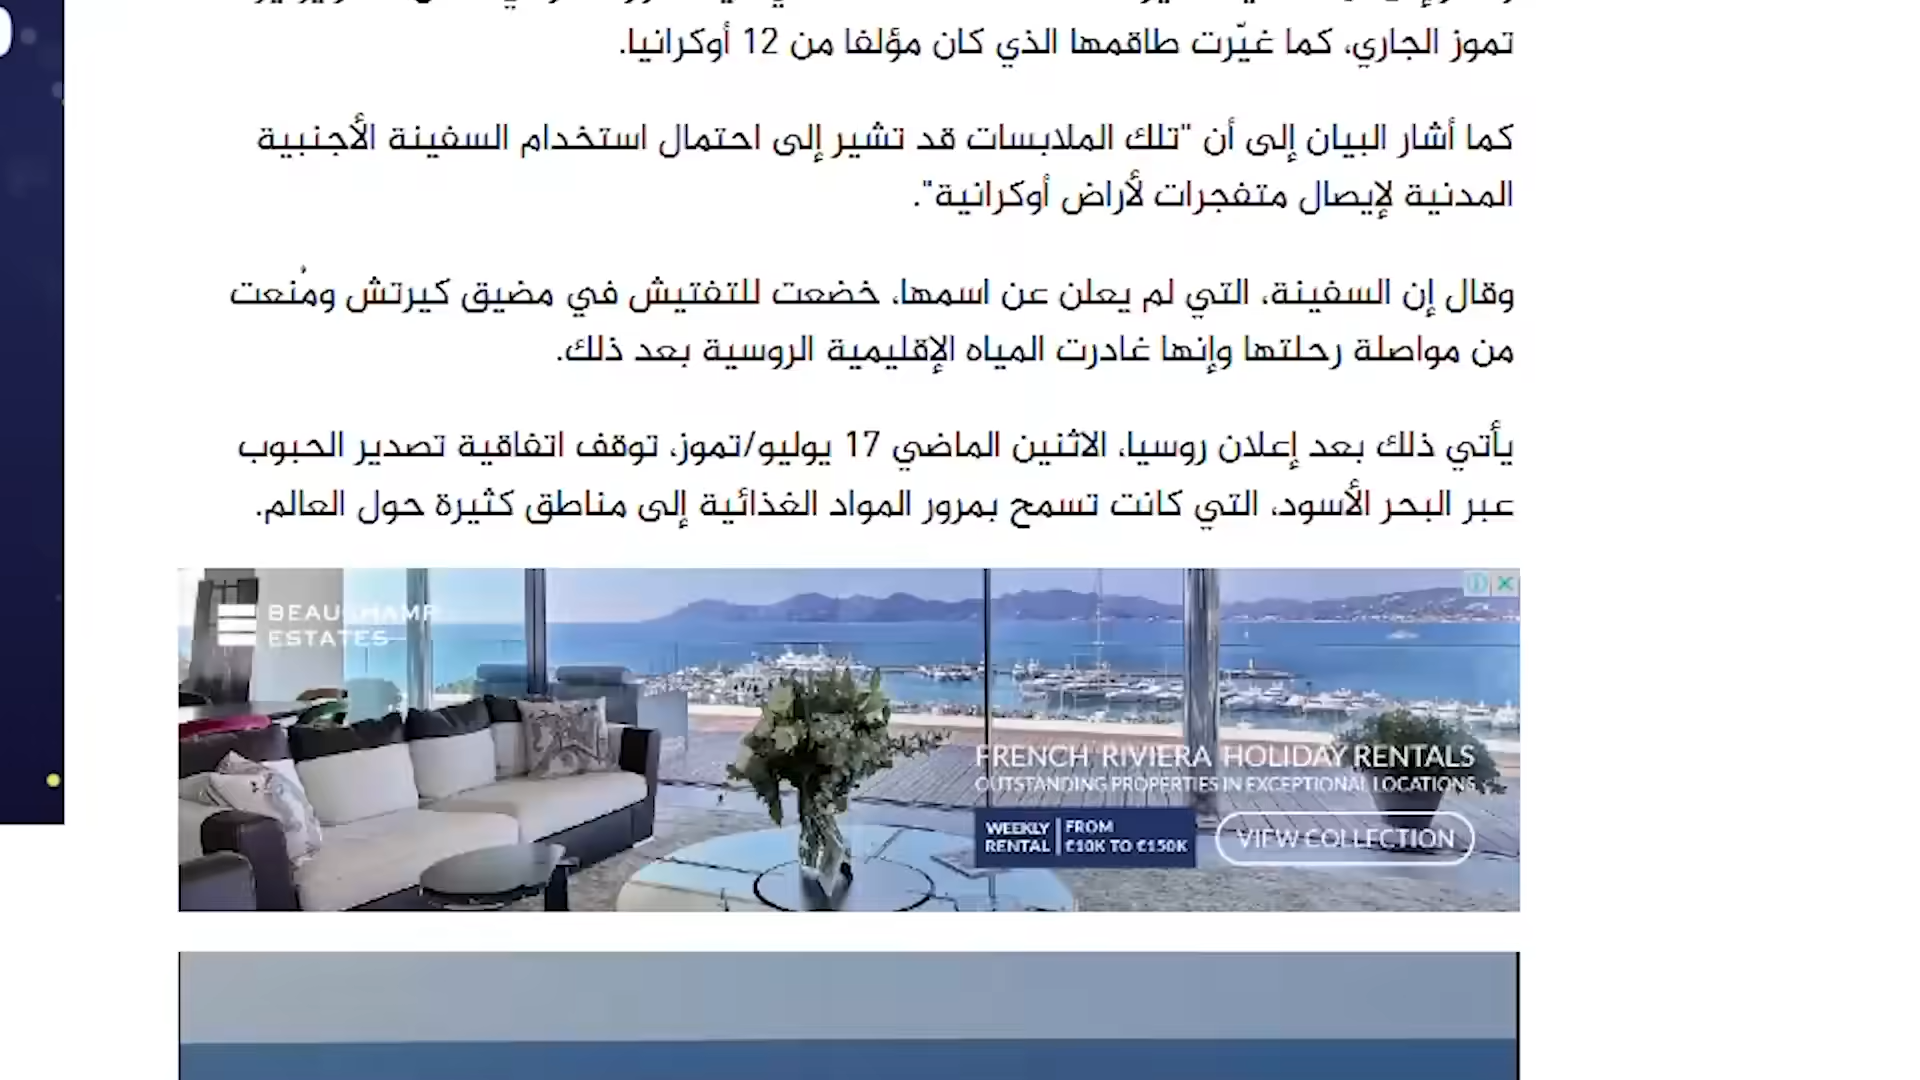 تموز الجاري، كما غيّرت طاقمها الذي كان مؤلفا من 12 أوكرانيا.
كما أشار البيان إلى أن "تلك الملابسات قد تشير إلى احتمال استخدام السفينة الأجنبية
المدنية لإيصال متفجرات لأراض أوكرانية".
وقال إن السفينة، التي لم يعلن عن اسمها، خضعت للتفتيش في مضيق كيرتش ومُنعت
من مواصلة رحلتها وإنها غادرت المياه الإقليمية الروسية بعد ذلك.
يأتي ذلك بعد إعلان روسيا، الاثنين الماضي 17 يوليو/تموز، توقف اتفاقية تصدير الحبوب
عبر البحر الأسود، التي كانت تسمح بمرور المواد الغذائية إلى مناطق كثيرة حول العالم.
BEAUCHAMP
ESTATES
FRENCH RIVIERA HOLIDAY RENTALS
OUTSTANDING PROPERTIES IN EXCEPTIONAL LOCATIONS
WEEKLY RENTAL
FROM €10K TO €150K
VIEW COLLECTION